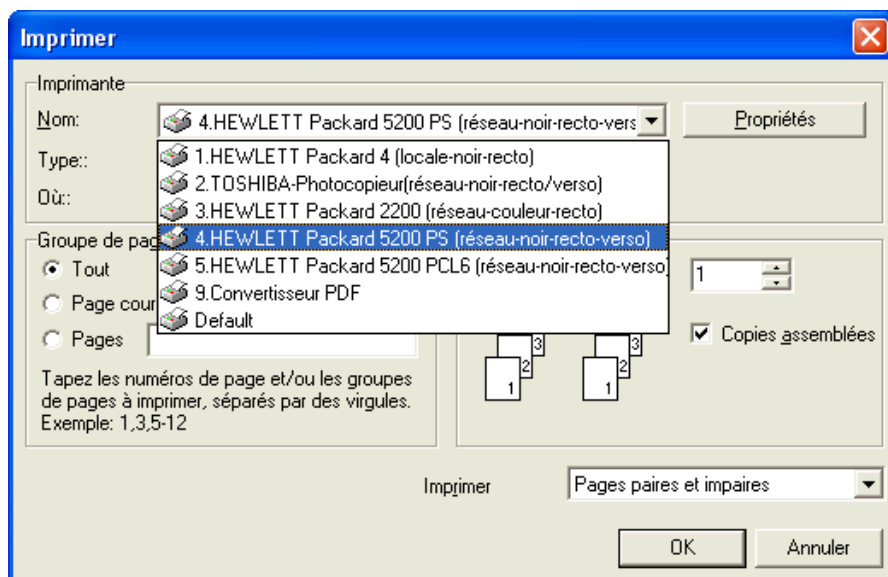 Imprimer
Imprimante
Nom:
4.HEWLETT Packard 5200 PS (réseau-noir-recto-vers
Propriétés
Type::
1.HEWLETT Packard 4 (locale-noir-recto)
2.TOSHIBA-Photocopieur(réseau-noir-recto/verso)
Où::
3.HEWLETT Packard 2200 (réseau-couleur-recto)
Groupe de pag
4.HEWLETT Packard 5200 PS (réseau-noir-recto-verso)
Tout
5.HEWLETT Packard 5200 PCL6 (réseau-noir-recto-verso)
1
Page cour
9.Convertisseur PDF
Default
Pages
Copies assemblées
3 3
2 2
1 1
Tapez les numéros de page et/ou les groupes
de pages à imprimer, séparés par des virgules.
Exemple: 1,3,5-12
Imprimer
Pages paires et impaires
OK
Annuler